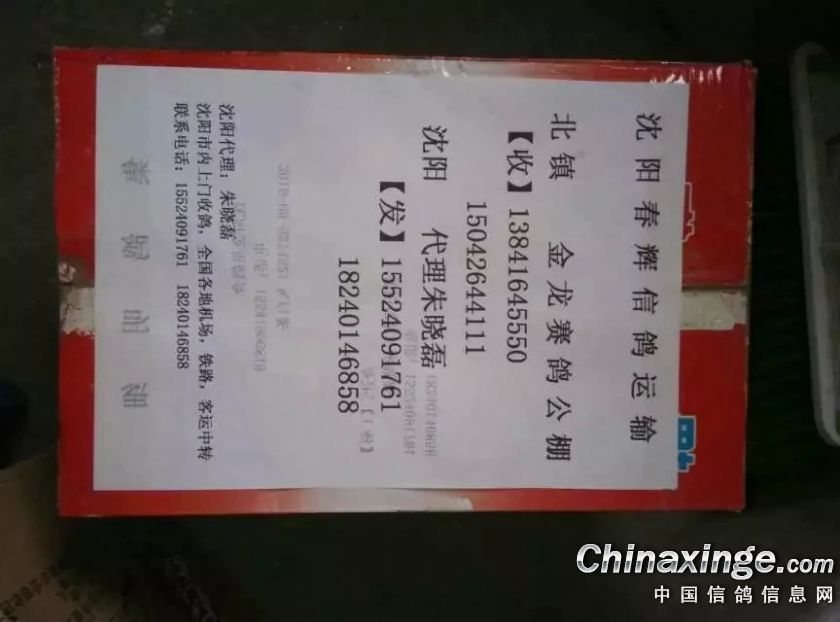 沈阳春辉信鸽运输
北镇 金龙赛鸽公棚
【收】13841645550
15042644111
沈阳 代理朱晓磊
【发】15524091761
18240146858
沈阳代理：朱晓磊
沈阳市内上门收鸽，全国各地机场，铁路，客运中转
联系电话：15524091761 18240146858
Chinaxinge.com
中国信鸽信息网